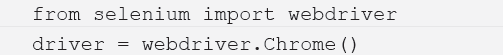 from selenium import webdriver
driver = webdriver.Chrome()